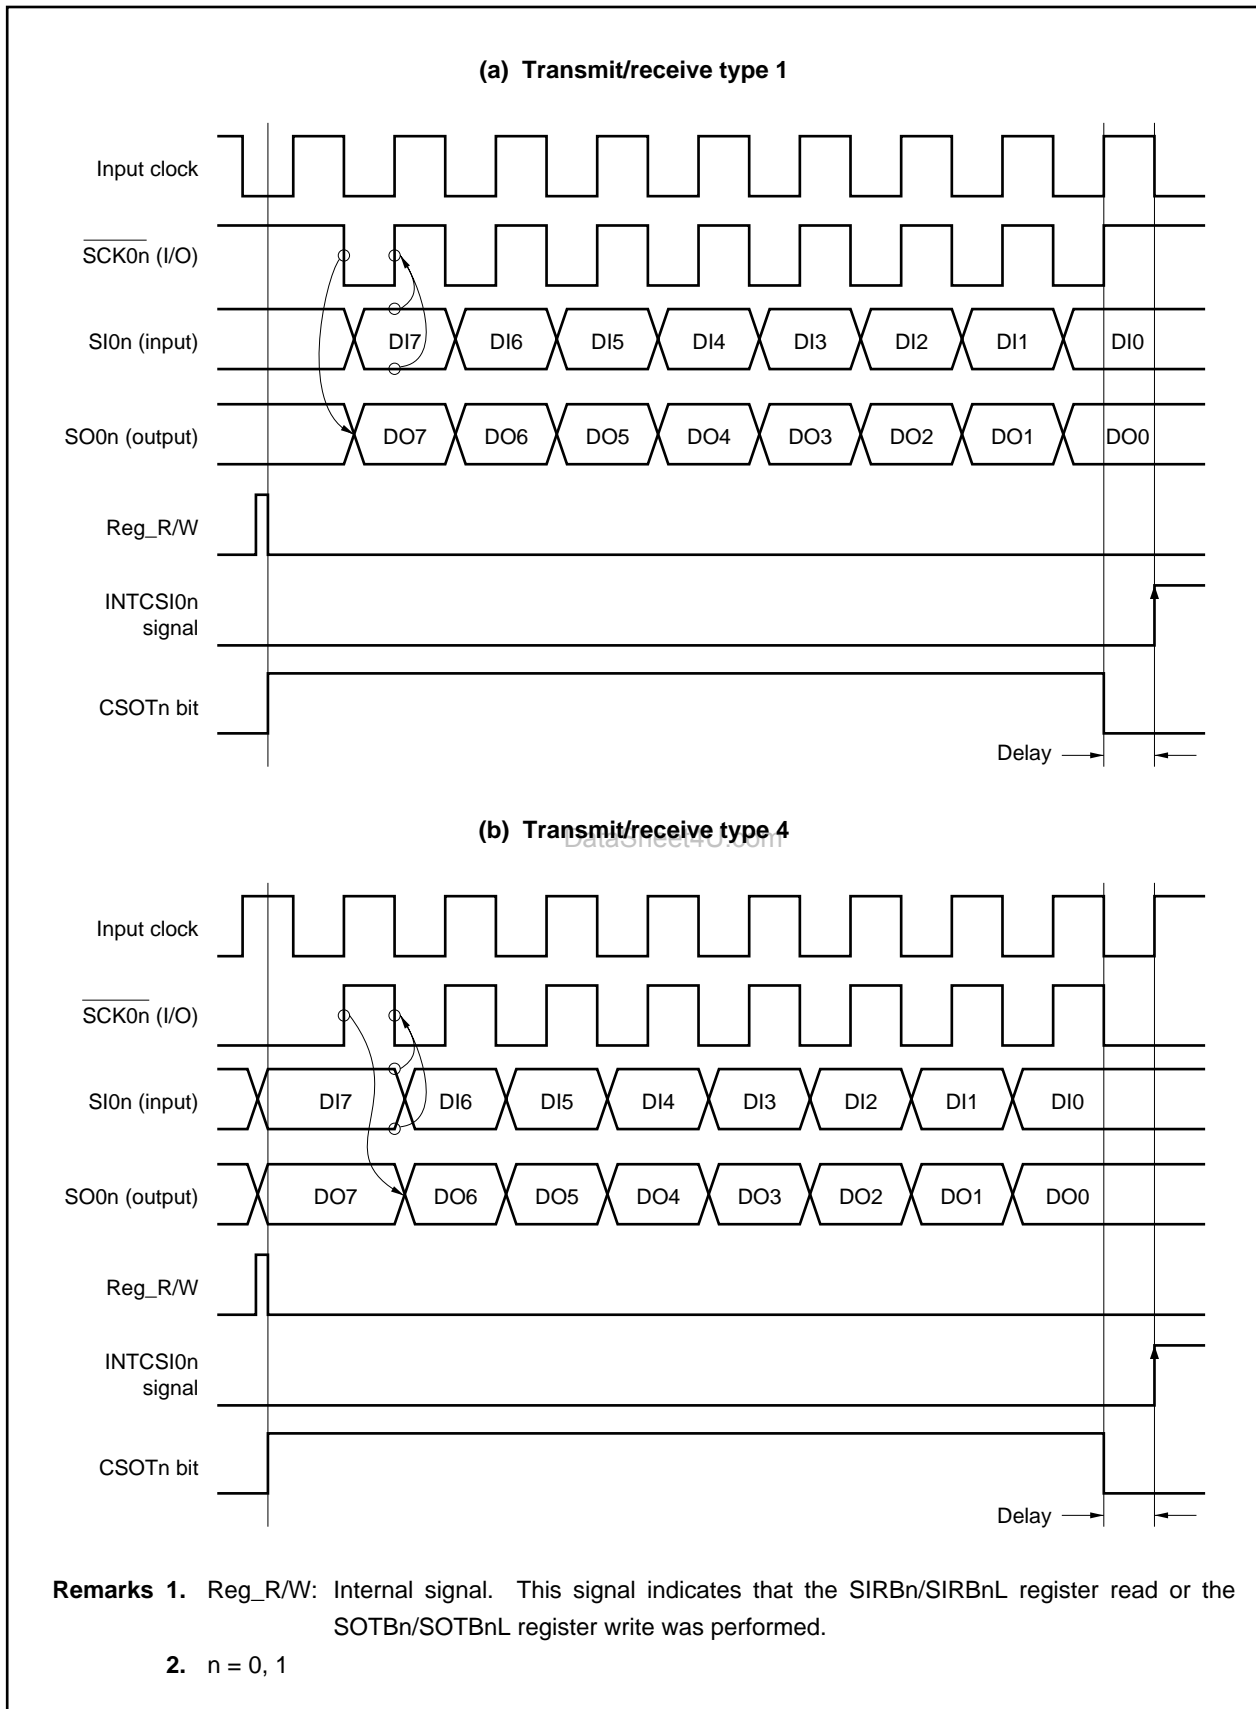 (a) Transmit/receive type 1
Input clock
SCK0n (I/O)
SI0n (input)
DI7 DI6 DI5 DI4 DI3 DI2 DI1 DI0
SO0n (output)
DO7 DO6 DO5 DO4 DO3 DO2 DO1 DO0
Reg_R/W
INTCSI0n
signal
CSOTn bit
Delay
(b) Transmit/receive type 4
DataSheet4U.com
Input clock
SCK0n (I/O)
SI0n (input)
DI7 DI6 DI5 DI4 DI3 DI2 DI1 DI0
SO0n (output)
DO7 DO6 DO5 DO4 DO3 DO2 DO1 DO0
Reg_R/W
INTCSI0n
signal
CSOTn bit
Delay
Remarks 1. Reg_R/W: Internal signal. This signal indicates that the SIRBn/SIRBnL register read or the
SOTBn/SOTBnL register write was performed.
2. n = 0, 1